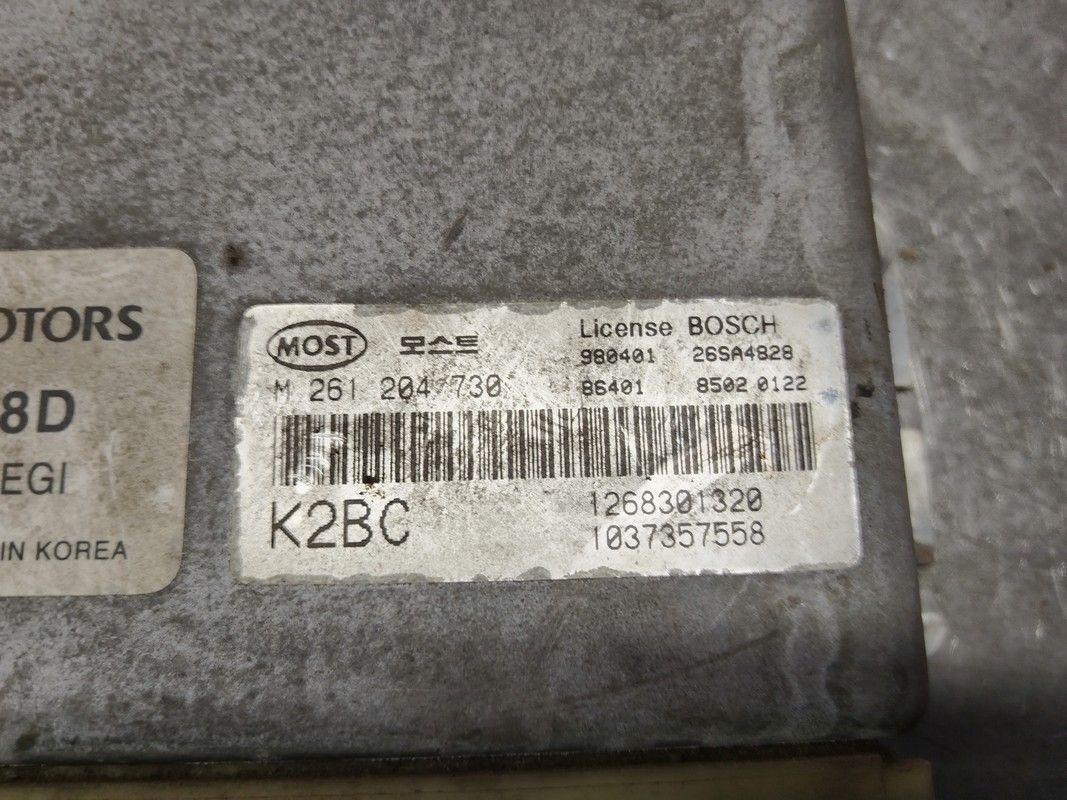 OTORS
8D
EGI
IN KOREA
MOST 모스트 License BOSCH
980401 26SA4828
M 261 204 730 86401 8502 0122
K2BC 1268301320
1037357558